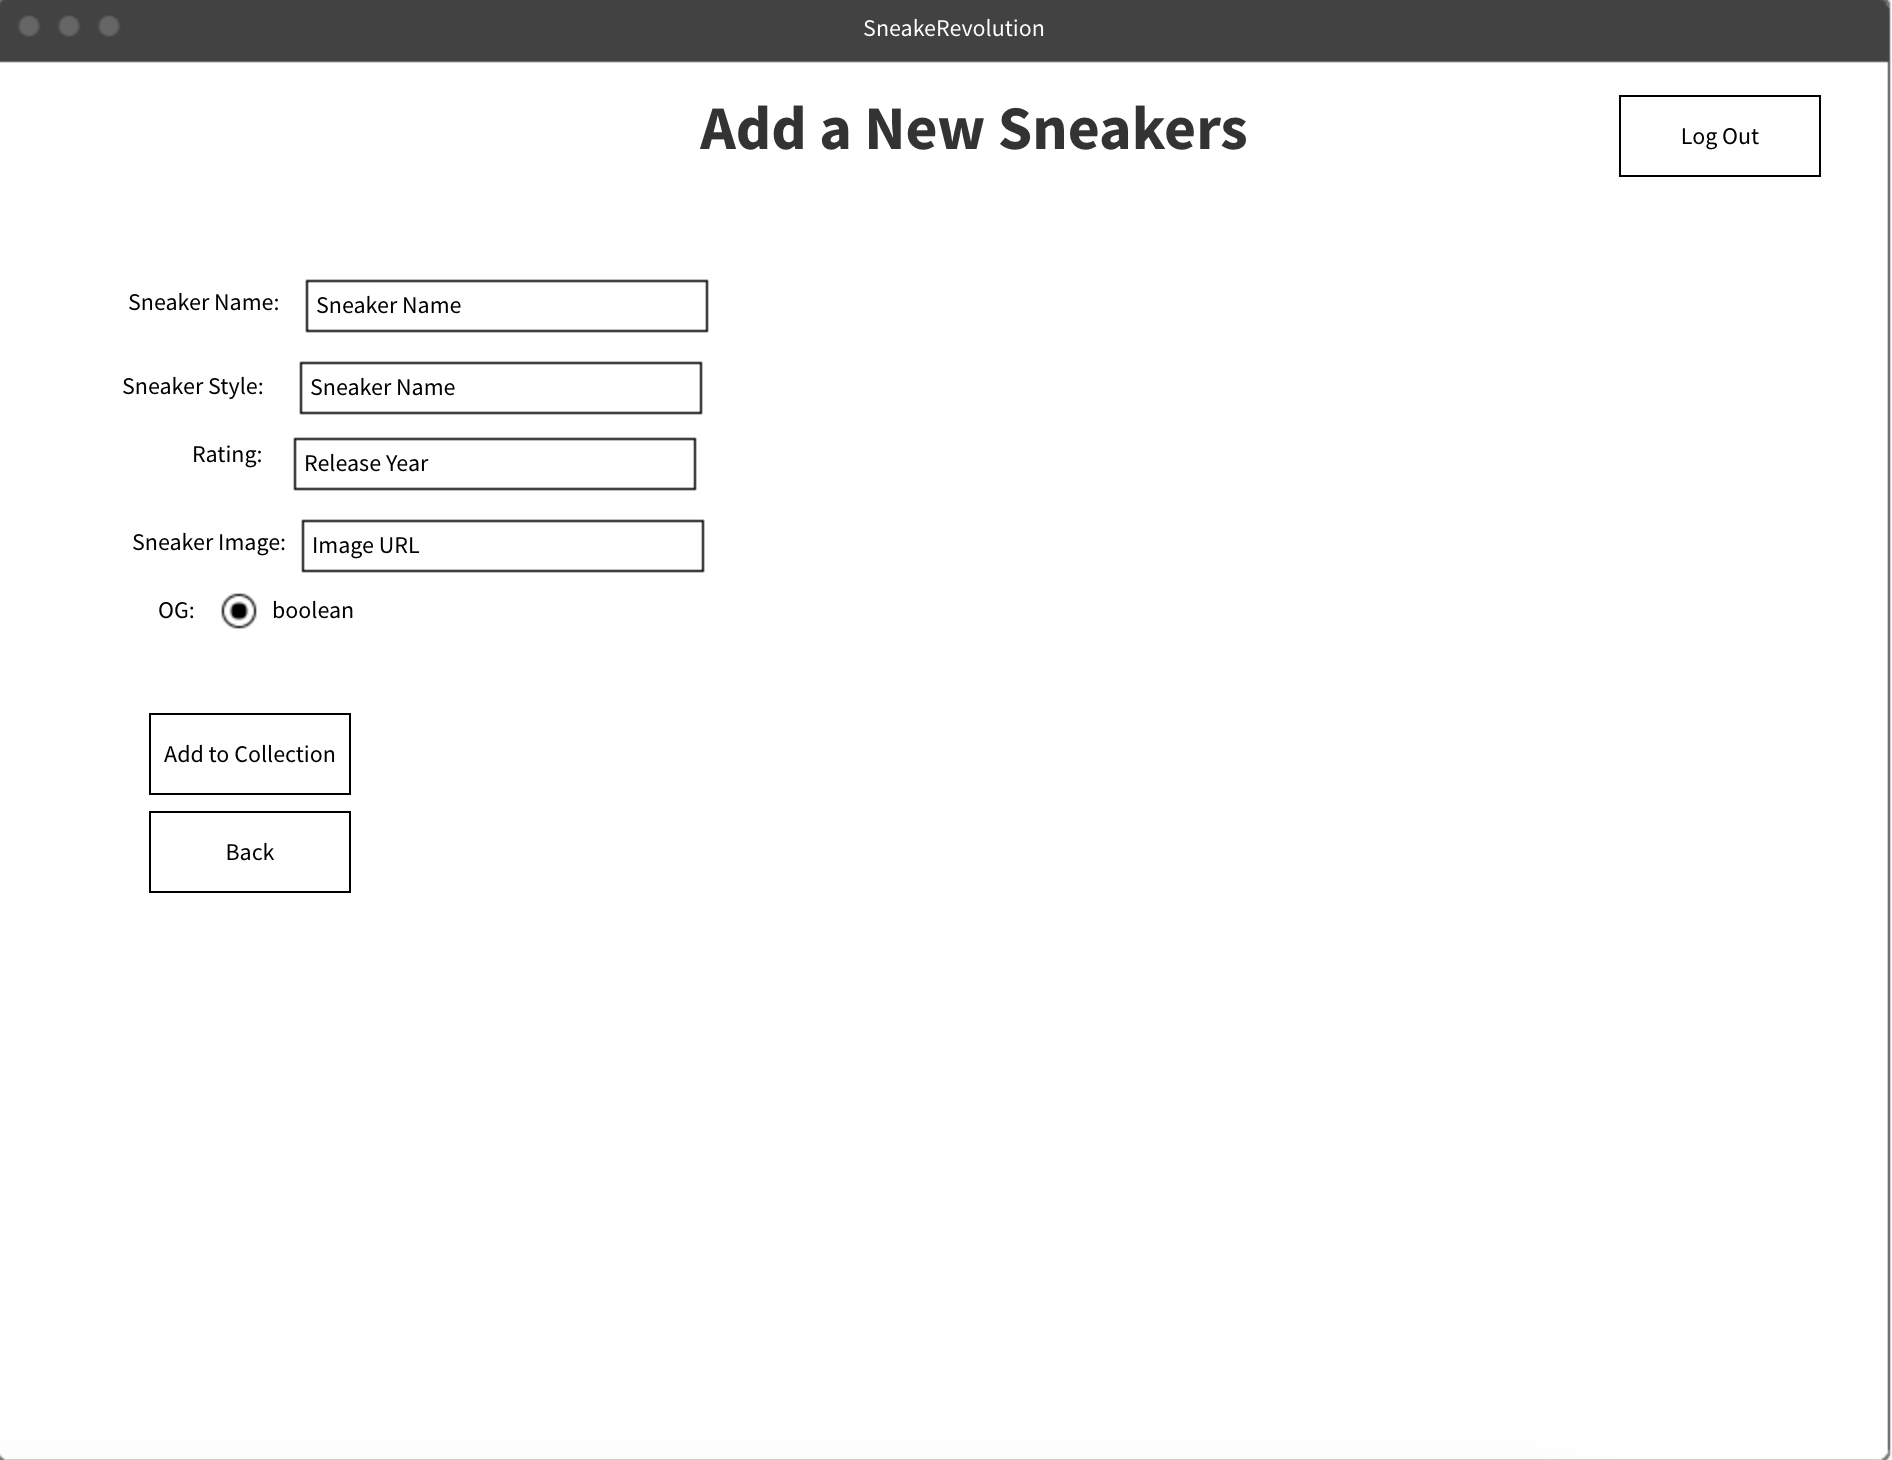 SneakeRevolution
Add a New Sneakers
Log Out
Sneaker Name: Sneaker Name
Sneaker Style: Sneaker Name
Rating: Release Year
Sneaker Image: Image URL
OG: boolean
Add to Collection
Back